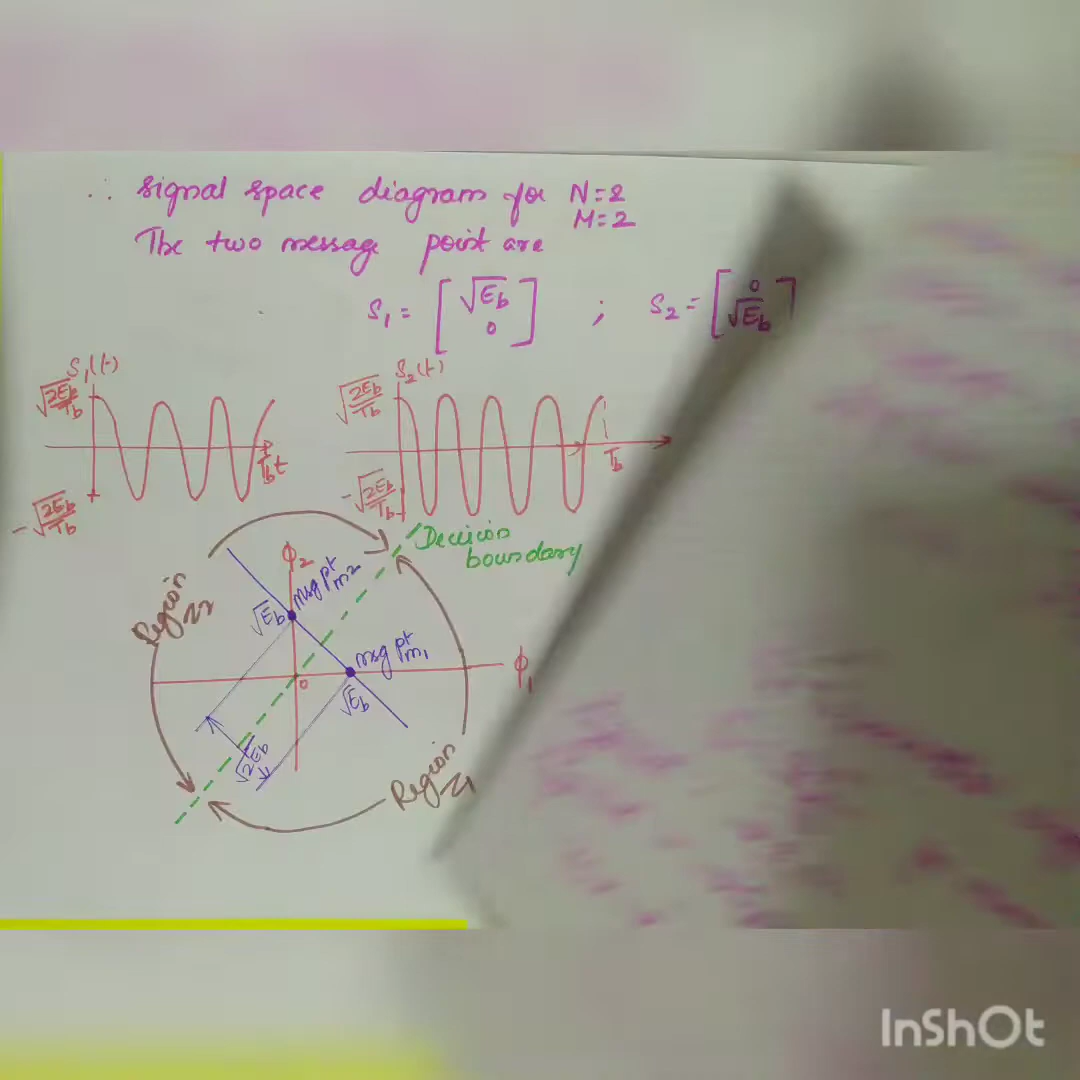 ∴ signal space diagram for N=2
M=2
The two message point are
S₁ = [√Eb 0] ; S₂ = [0 √Eb]
S₁(t)
√2Eb/Tb
-√2Eb/Tb
Tb t
S₂(t)
√2Eb/Tb
-√2Eb/Tb
Tb
Decision boundary
ϕ₂
msg pt m₂
√Eb
Region Z₂
msg pt m₁
ϕ₁
0
√Eb
√2Eb
Region Z₁
InShOt